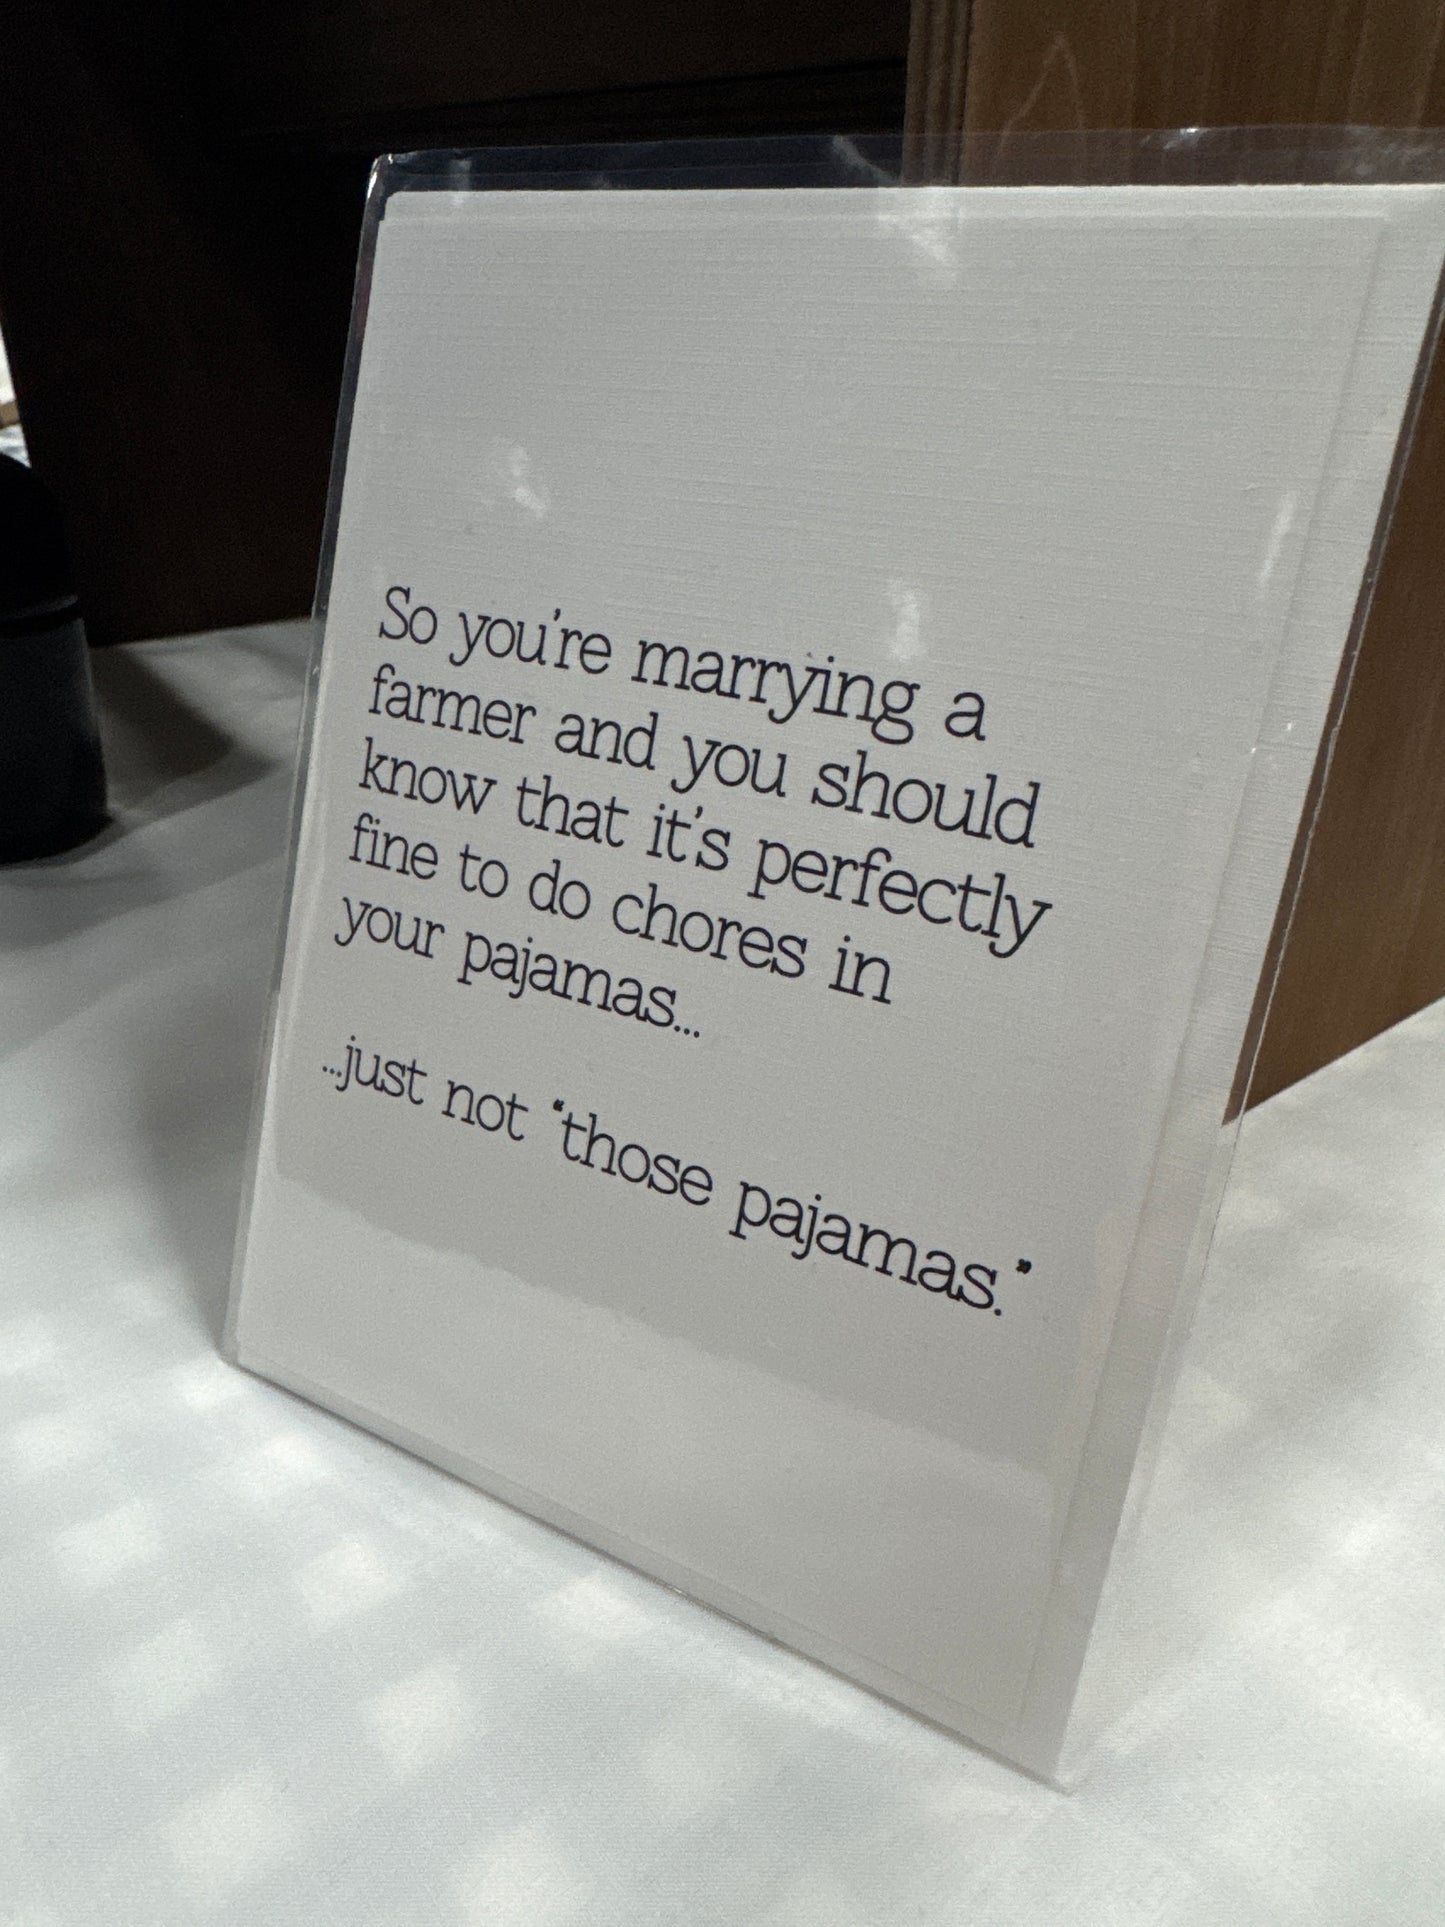 So you're marrying a
farmer and you should
know that it's perfectly
fine to do chores in
your pajamas...
...just not “those pajamas.”